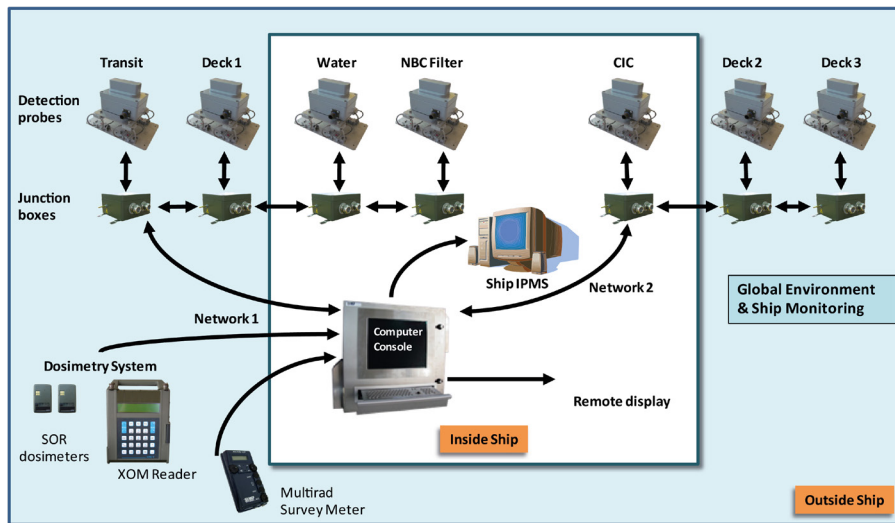 Transit
Deck 1
Water
NBC Filter
CIC
Deck 2
Deck 3
Detection
probes
Junction
boxes
Ship IPMS
Network 2
Global Environment
& Ship Monitoring
Network 1
Computer
Console
Dosimetry System
Remote display
SOR
dosimeters
XOM Reader
Inside Ship
Multirad
Survey Meter
Outside Ship